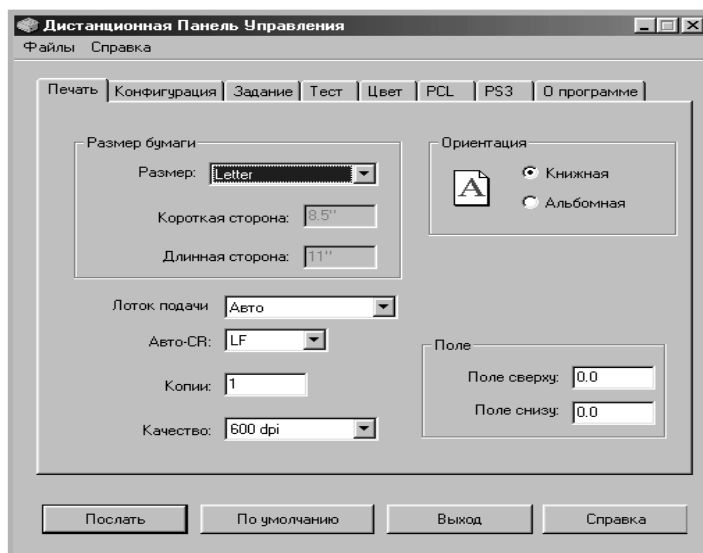 Дистанционная Панель Управления
Файлы Справка
Печать Конфигурация Задание Тест Цвет PCL PS3 О программе
Размер бумаги
Размер: Letter
Короткая сторона: 8.5''
Длинная сторона: 11''
Ориентация
A
Книжная
Альбомная
Лоток подачи Авто
Авто-CR: LF
Копии: 1
Качество: 600 dpi
Поле
Поле сверху: 0.0
Поле снизу: 0.0
Послать По умолчанию Выход Справка